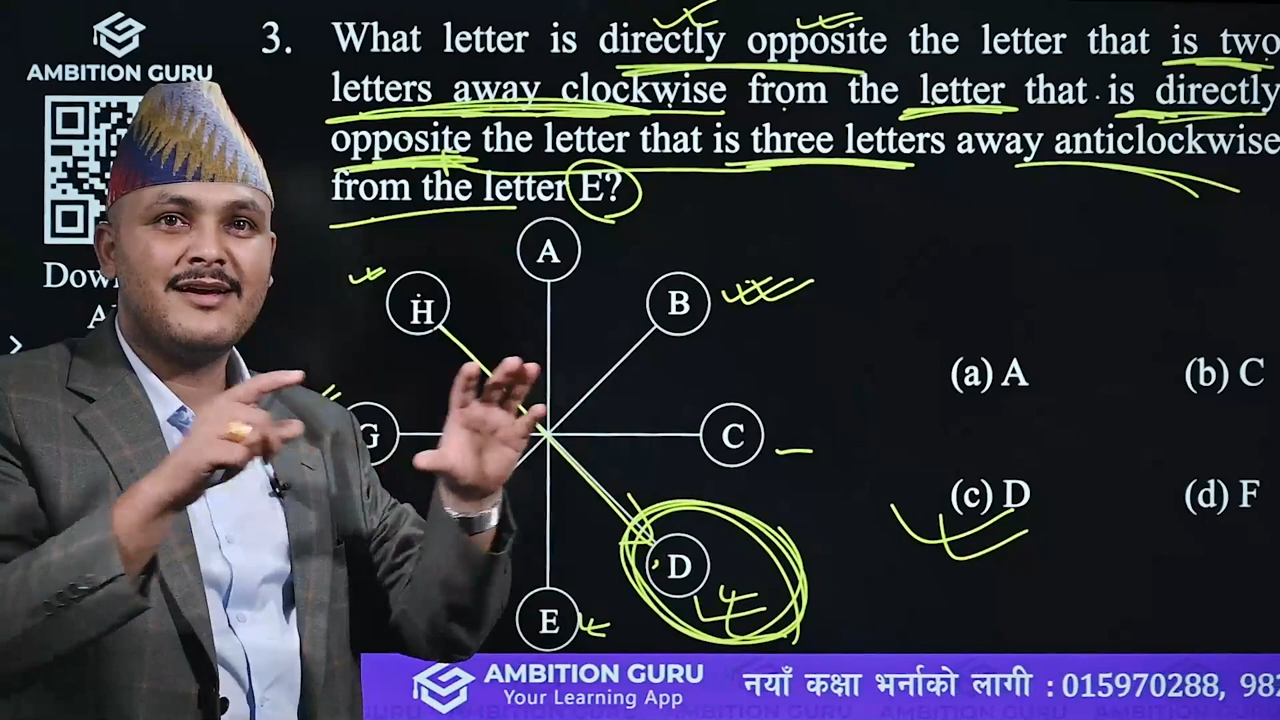 AMBITION GURU
3. What letter is directly opposite the letter that is two
letters away clockwise from the letter that is directly
opposite the letter that is three letters away anticlockwise
from the letter E?
A
H
B
G
C
D
E
(a) A
(b) C
(c) D
(d) F
AMBITION GURU
Your Learning App
नयाँ कक्षा भर्नाको लागी : 015970288, 98